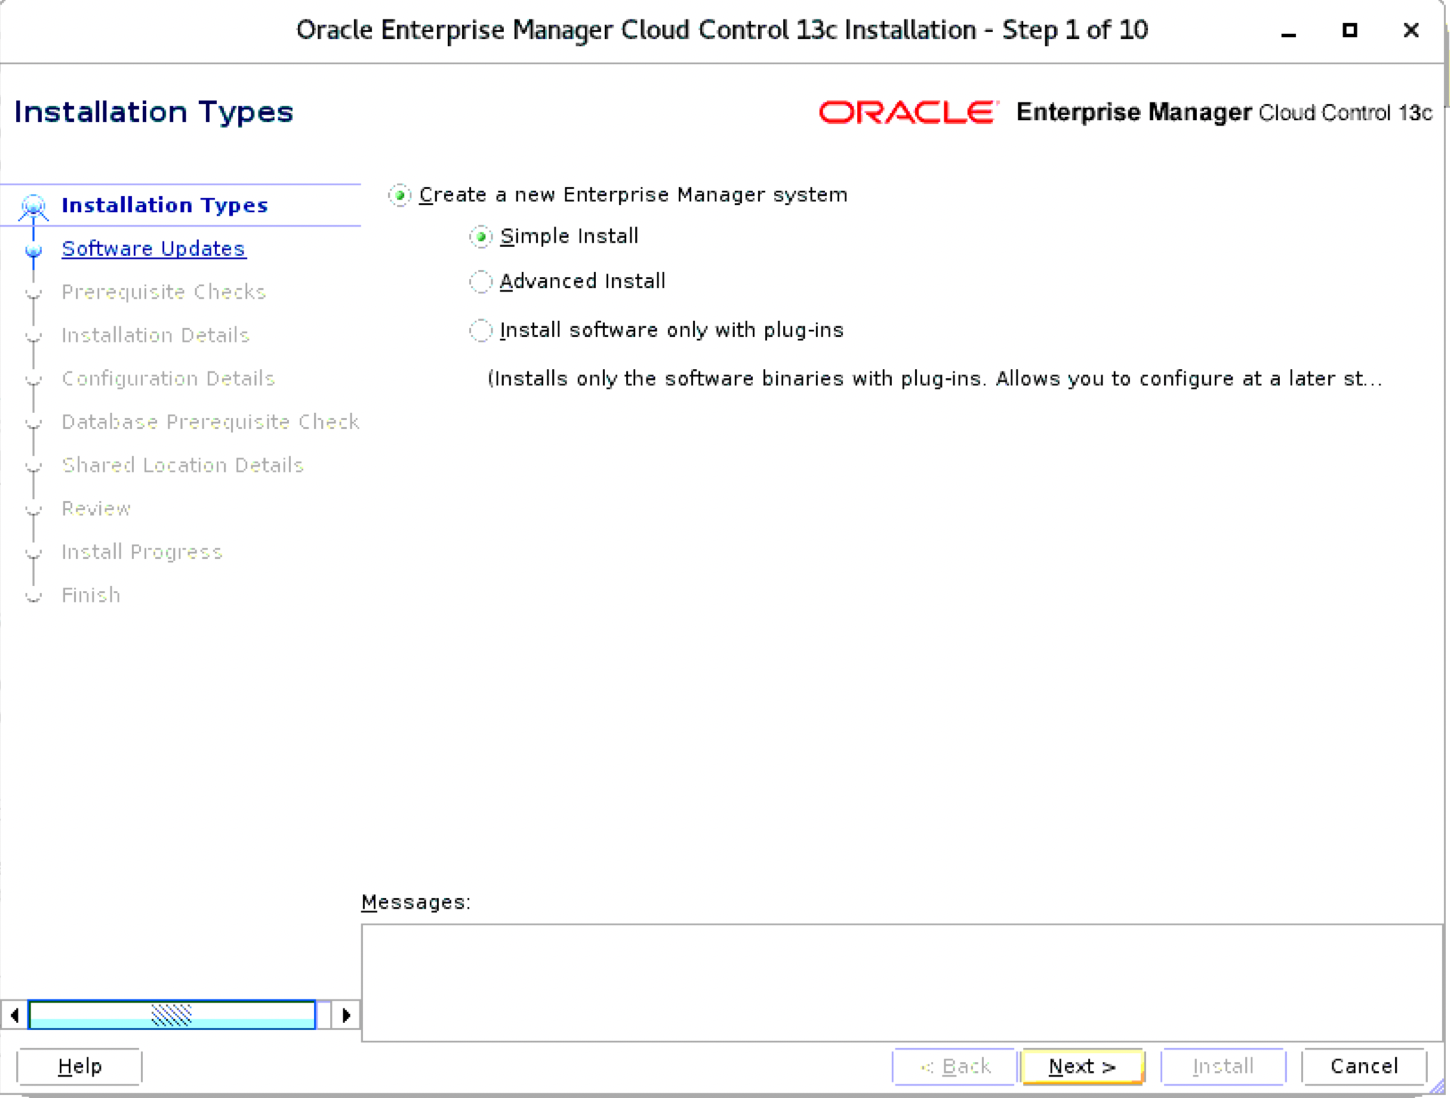 Oracle Enterprise Manager Cloud Control 13c Installation - Step 1 of 10
Installation Types
ORACLE Enterprise Manager Cloud Control 13c
Installation Types
Software Updates
Prerequisite Checks
Installation Details
Configuration Details
Database Prerequisite Check
Shared Location Details
Review
Install Progress
Finish
Create a new Enterprise Manager system
Simple Install
Advanced Install
Install software only with plug-ins
(Installs only the software binaries with plug-ins. Allows you to configure at a later st...
Messages:
Help
< Back
Next >
Install
Cancel